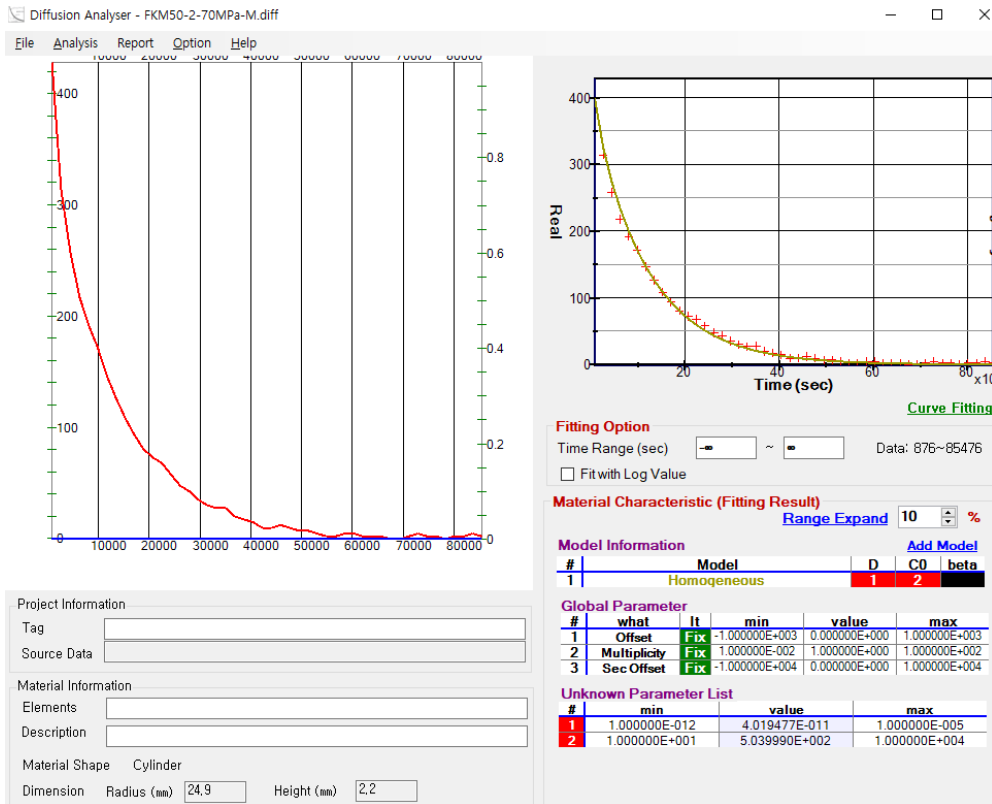 Diffusion Analyser - FKM50-2-70MPa-M.diff
File Analysis Report Option Help
10000 20000 30000 40000 50000 60000 70000 80000
400
300
200
100
0
0.8
0.6
0.4
0.2
0
10000 20000 30000 40000 50000 60000 70000 80000
Real
400
300
200
100
0
20 40 60 80 x10
Time (sec)
Curve Fitting
Fitting Option
Time Range (sec) -∞ ~ ∞ Data: 876~85476
Fit with Log Value
Material Characteristic (Fitting Result)
Range Expand 10 %
Model Information Add Model
# Model D C0 beta
1 Homogeneous 1 2
Global Parameter
# what It min value max
1 Offset Fix -1.000000E+003 0.000000E+000 1.000000E+003
2 Multiplicity Fix 1.000000E-002 1.000000E+000 1.000000E+002
3 Sec Offset Fix -1.000000E+004 0.000000E+000 1.000000E+004
Unknown Parameter List
# min value max
1 1.000000E-012 4.019477E-011 1.000000E-005
2 1.000000E+001 5.039990E+002 1.000000E+004
Project Information
Tag
Source Data
Material Information
Elements
Description
Material Shape Cylinder
Dimension Radius (mm) 24,9 Height (mm) 2,2